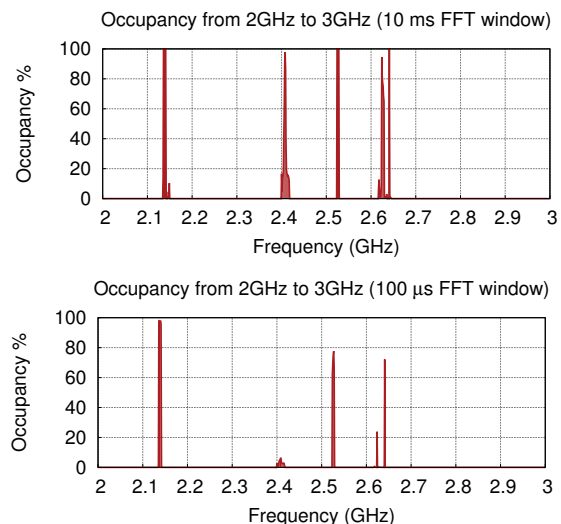 Occupancy from 2GHz to 3GHz (10 ms FFT window)
100
80
60
40
20
0
Occupancy %
2 2.1 2.2 2.3 2.4 2.5 2.6 2.7 2.8 2.9 3
Frequency (GHz)
Occupancy from 2GHz to 3GHz (100 μs FFT window)
100
80
60
40
20
0
Occupancy %
2 2.1 2.2 2.3 2.4 2.5 2.6 2.7 2.8 2.9 3
Frequency (GHz)